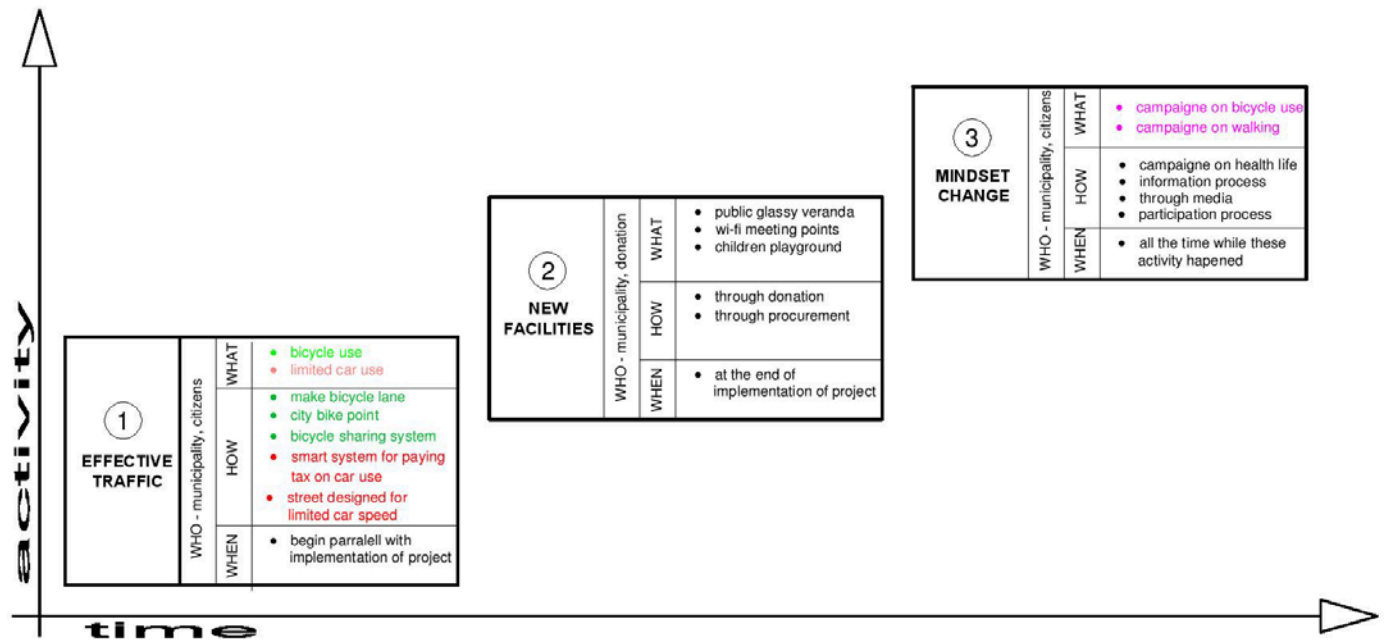 activity
time
1
EFFECTIVE
TRAFFIC
WHO - municipality, citizens
WHAT
• bicycle use
• limited car use
HOW
• make bicycle lane
• city bike point
• bicycle sharing system
• smart system for paying
tax on car use
• street designed for
limited car speed
WHEN
• begin parralell with
implementation of project
2
NEW
FACILITIES
WHO - municipality, donation
WHAT
• public glassy veranda
• wi-fi meeting points
• children playground
HOW
• through donation
• through procurement
WHEN
• at the end of
implementation of project
3
MINDSET
CHANGE
WHO - municipality, citizens
WHAT
• campaigne on bicycle use
• campaigne on walking
HOW
• campaigne on health life
• information process
• through media
• participation process
WHEN
• all the time while these
activity hapened